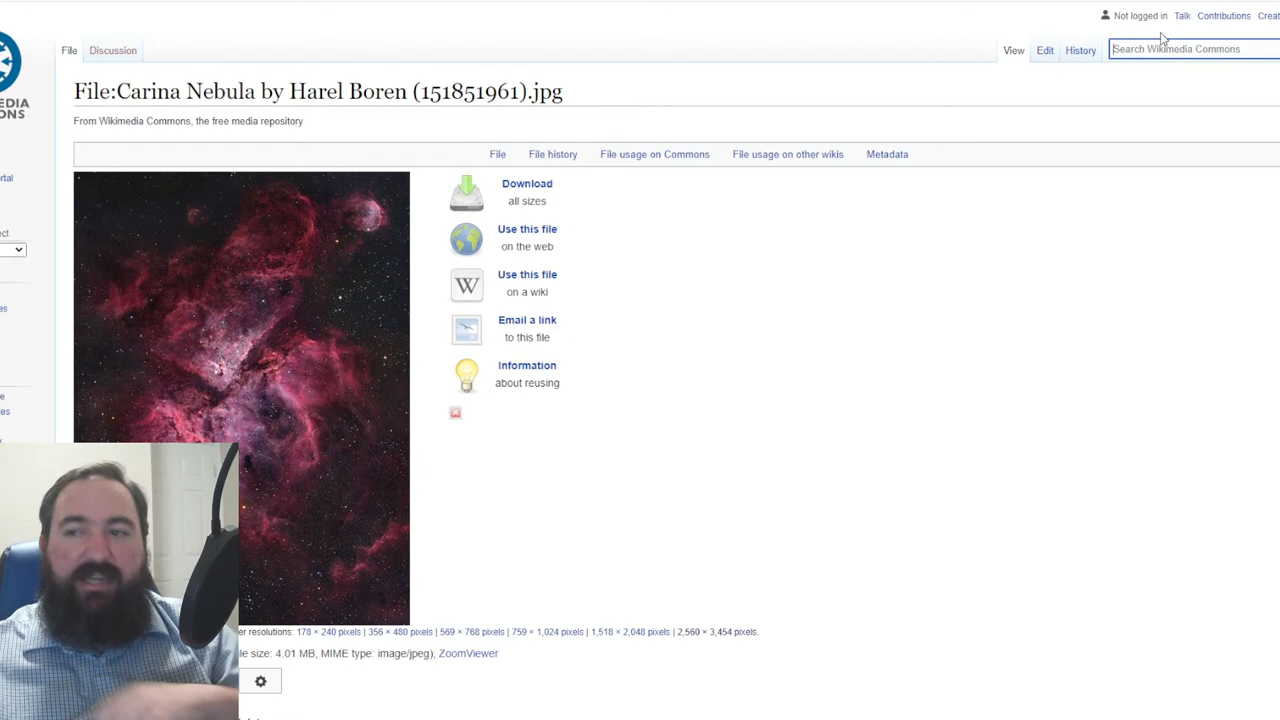 Not logged in Talk Contributions
File Discussion View Edit History Search Wikimedia Commons
File:Carina Nebula by Harel Boren (151851961).jpg
From Wikimedia Commons, the free media repository
File File history File usage on Commons File usage on other wikis Metadata
Download
all sizes
Use this file
on the web
W
Use this file
on a wiki
Email a link
to this file
Information
about reusing
resolutions: 178 × 240 pixels | 356 × 480 pixels | 569 × 768 pixels | 759 × 1,024 pixels | 1,518 × 2,048 pixels | 2,560 × 3,454 pixels.
size: 4.01 MB, MIME type: image/jpeg); ZoomViewer